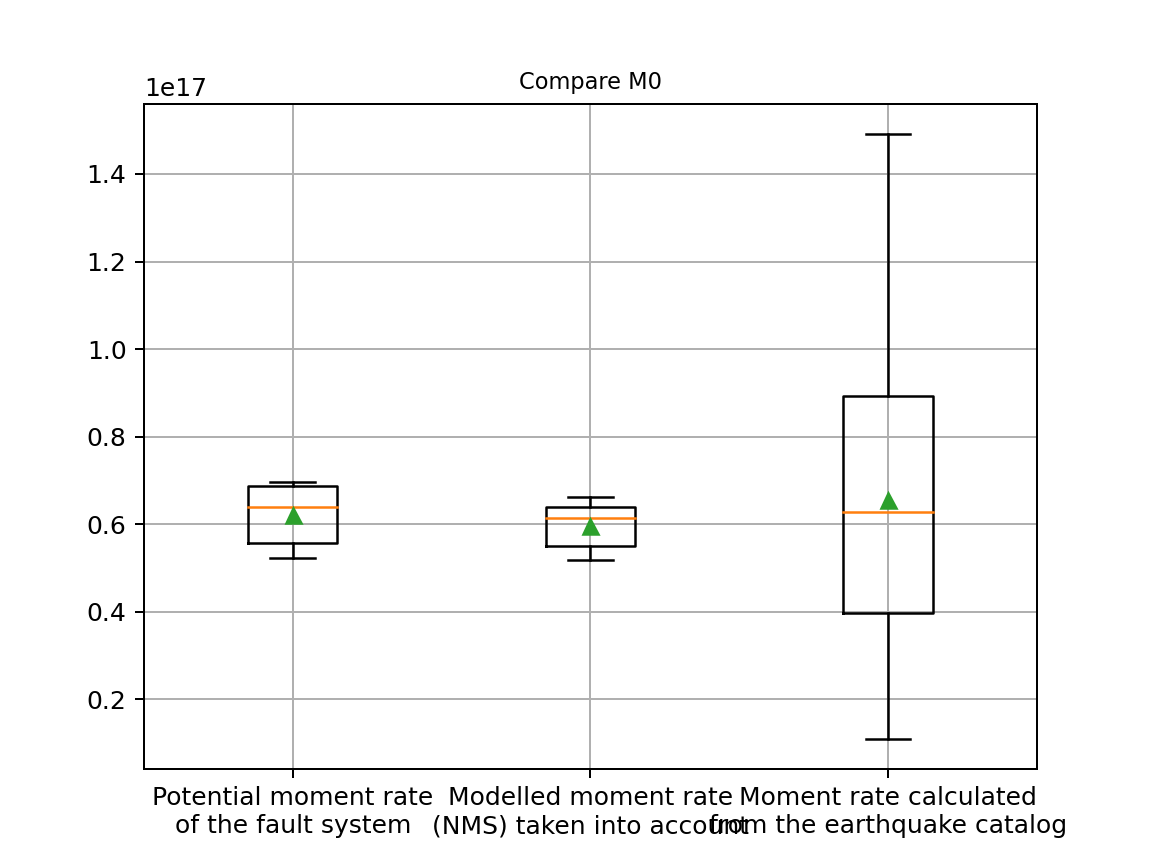 Compare M0
1e17
1.4
1.2
1.0
0.8
0.6
0.4
0.2
Potential moment rate
of the fault system
Modelled moment rate
(NMS) taken into account
Moment rate calculated
from the earthquake catalog